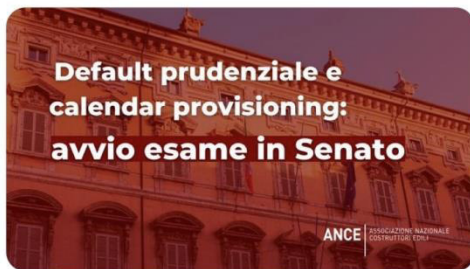 Default prudenziale e
calendar provisioning:
avvio esame in Senato
ANCE
ASSOCIAZIONE NAZIONALE
COSTRUTTORI EDILI